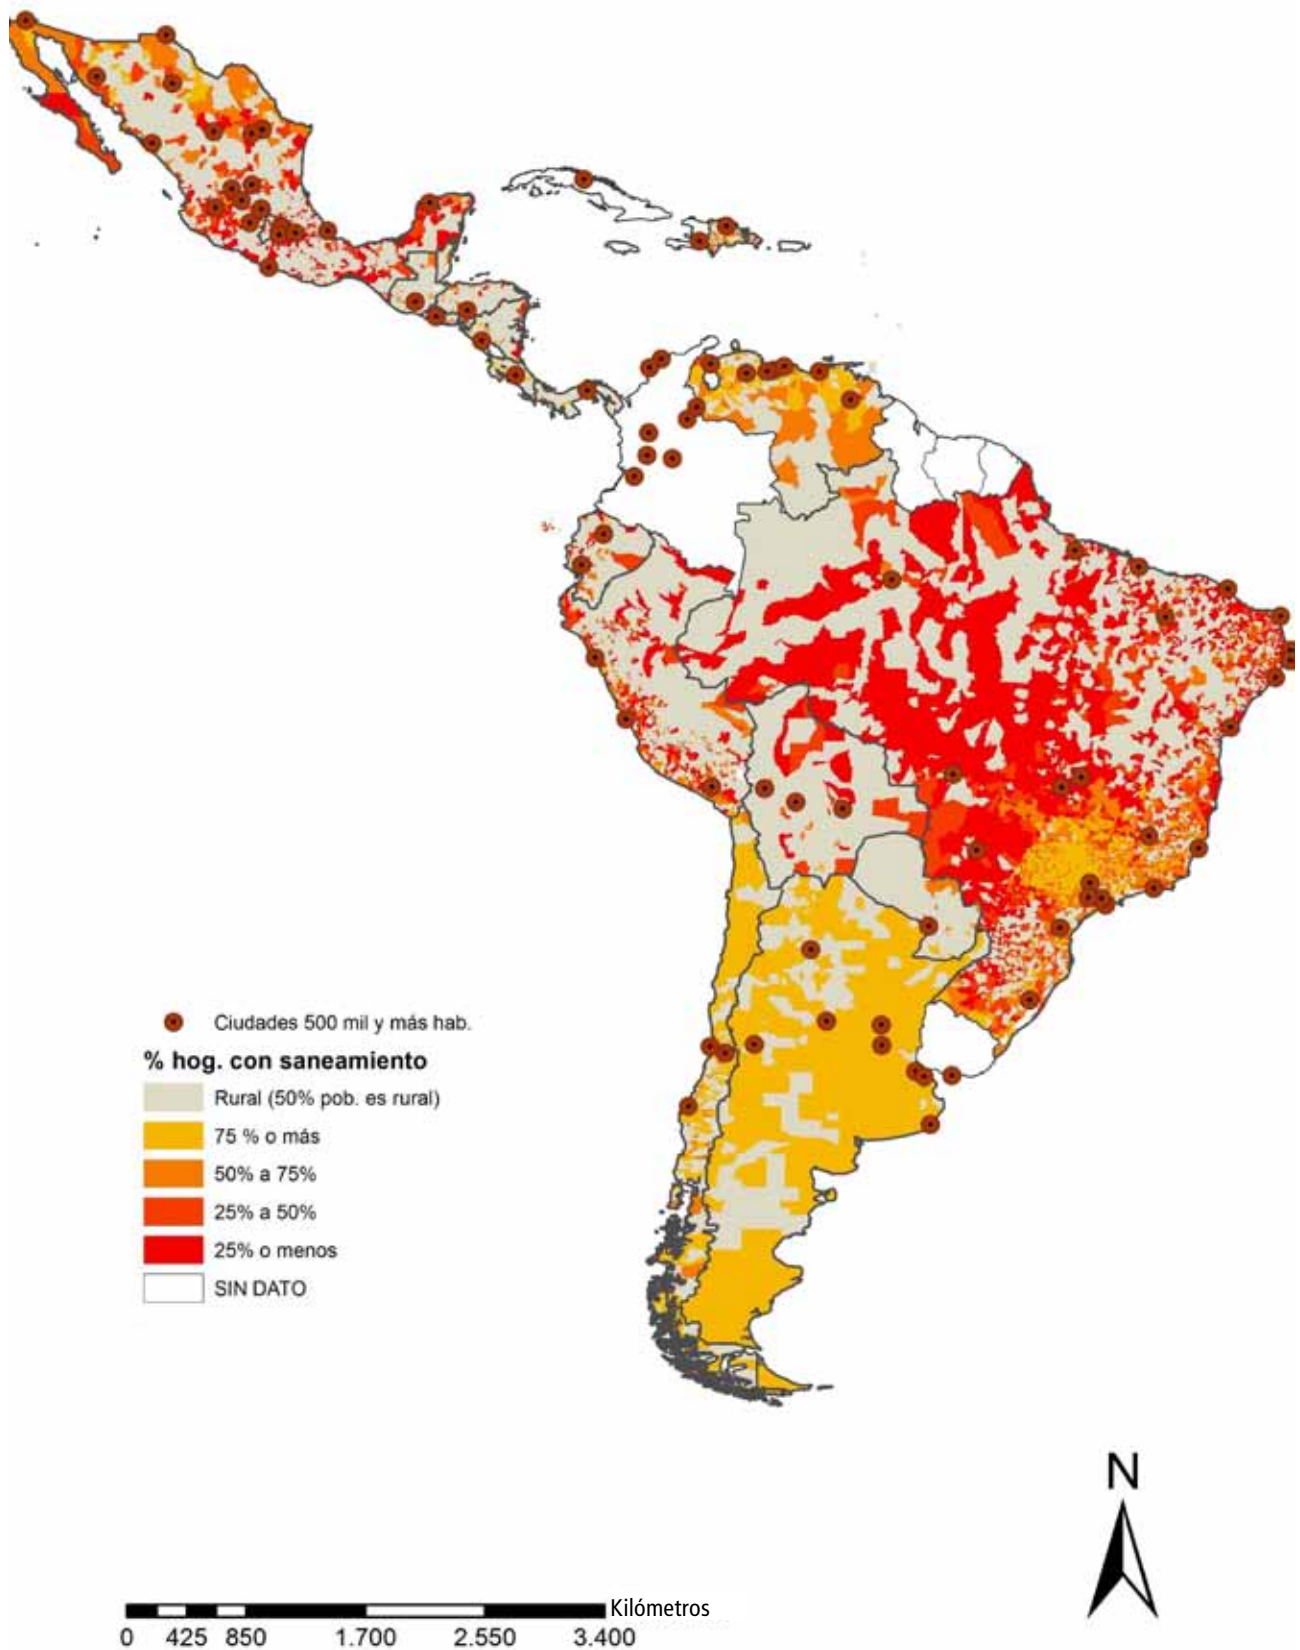 Ciudades 500 mil y más hab.
% hog. con saneamiento
Rural (50% pob. es rural)
75 % o más
50% a 75%
25% a 50%
25% o menos
SIN DATO
N
Kilómetros
0 425 850 1.700 2.550 3.400